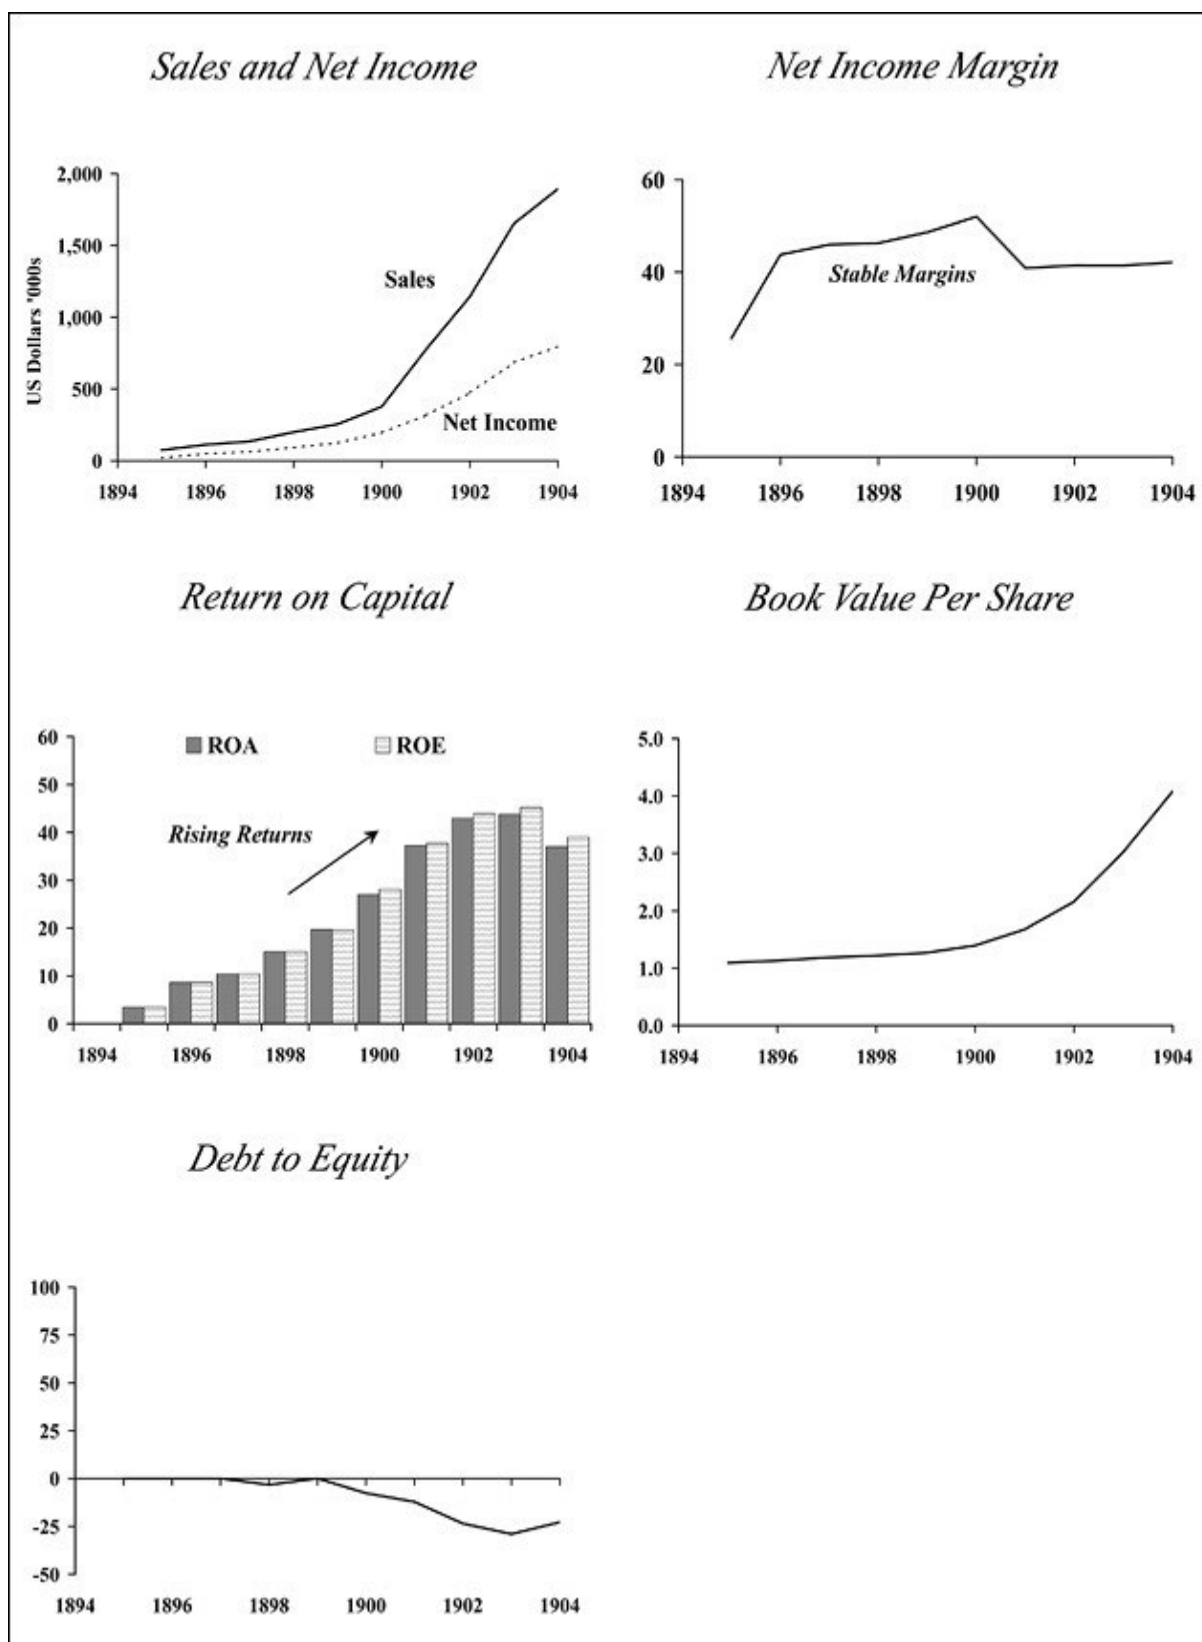 Sales and Net Income
US Dollars '000s
2,000
1,500
1,000
500
0
Sales
Net Income
1894 1896 1898 1900 1902 1904
Net Income Margin
60
40
20
0
Stable Margins
1894 1896 1898 1900 1902 1904
Return on Capital
60
50
40
30
20
10
0
ROA ROE
Rising Returns
1894 1896 1898 1900 1902 1904
Book Value Per Share
5.0
4.0
3.0
2.0
1.0
0.0
1894 1896 1898 1900 1902 1904
Debt to Equity
100
75
50
25
0
-25
-50
1894 1896 1898 1900 1902 1904